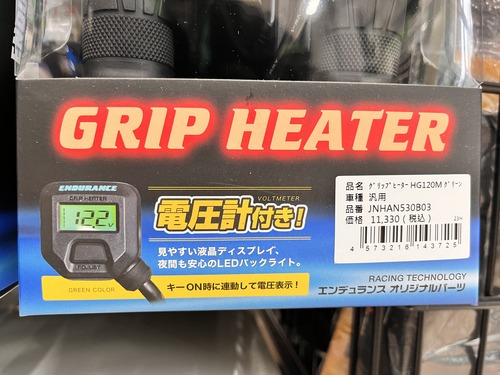 GRIP HEATER
ENDURANCE
GRIP HEATER
12.2
V
ADJUST
GREEN COLOR
VOLTMETER
電圧計付き!
見やすい液晶ディスプレイ、
夜間も安心のLEDバックライト。
キーON時に連動して電圧表示!
品名 グリップヒーター HG120M グリーン
車種 汎用
品番 JNHAN530B03
価格 11,330(税込)
4 573216 143725
RACING TECHNOLOGY
エンデュランス オリジナルパーツ